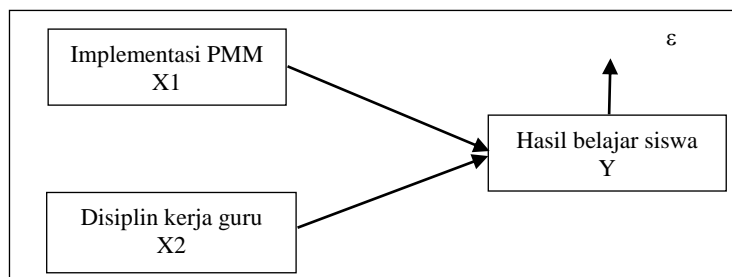 Implementasi PMM
X1
ε
Hasil belajar siswa
Y
Disiplin kerja guru
X2